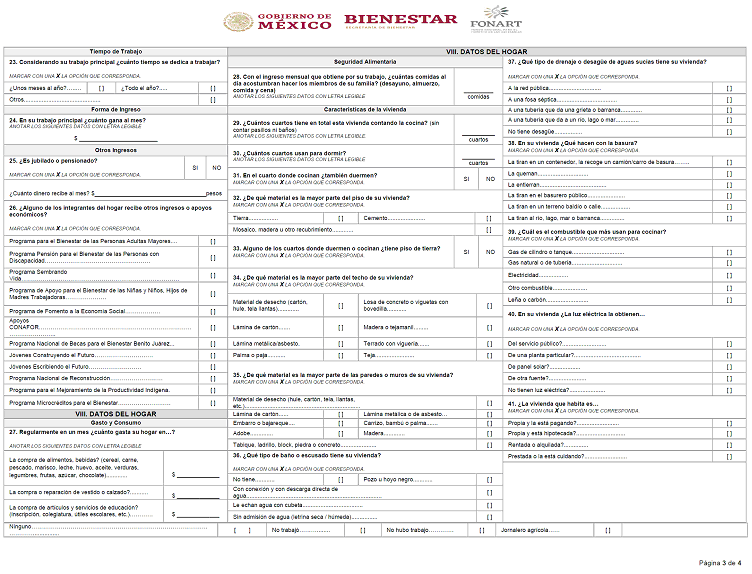 GOBIERNO DE
MÉXICO
BIENESTAR
SECRETARÍA DE BIENESTAR
FONART
Tiempo de Trabajo
23. Considerando su trabajo principal ¿cuánto tiempo se dedica a trabajar?
MARCAR CON UNA X LA OPCIÓN QUE CORRESPONDA.
¿Unos meses al año?........ [ ] ¿Todo el año?..... [ ]
Otros.................... [ ]
Forma de Ingreso
24. En su trabajo principal ¿cuánto gana al mes?
ANOTAR LOS SIGUIENTES DATOS CON LETRA LEGIBLE
$ ____________
Otros Ingresos
25. ¿Es jubilado o pensionado?
MARCAR CON UNA X LA OPCIÓN QUE CORRESPONDA.
SI NO
¿Cuánto dinero recibe al mes? $____________pesos
26. ¿Alguno de los integrantes del hogar recibe otros ingresos o apoyos
económicos?
MARCAR CON UNA X LA OPCIÓN QUE CORRESPONDA.
Programa para el Bienestar de las Personas Adultas Mayores.... [ ]
Programa Pensión para el Bienestar de las Personas con
Discapacidad.................... [ ]
Programa Sembrando
Vida.................... [ ]
Programa de Apoyo para el Bienestar de las Niñas y Niños, Hijos de
Madres Trabajadoras.................... [ ]
Programa de Fomento a la Economía Social.................... [ ]
Apoyos
CONAFOR.................... [ ]
Programa Nacional de Becas para el Bienestar Benito Juárez... [ ]
Jóvenes Construyendo el Futuro.................... [ ]
Jóvenes Escribiendo el Futuro.................... [ ]
Programa Nacional de Reconstrucción.................... [ ]
Programa para el Mejoramiento de la Productividad Indígena. [ ]
Programa Microcréditos para el Bienestar.................... [ ]
VIII. DATOS DEL HOGAR
Gasto y Consumo
27. Regularmente en un mes ¿cuánto gasta su hogar en...?
ANOTAR LOS SIGUIENTES DATOS CON LETRA LEGIBLE
La compra de alimentos, bebidas? (cereal, carne,
pescado, marisco, leche, huevo, aceite, verduras,
legumbres, frutas, azúcar, chocolate)............ $ ____________
La compra o reparación de vestido o calzado?.......... $ ____________
La compra de artículos y servicios de educación?
(Inscripción, colegiatura, útiles escolares, etc.)............ $ ____________
VIII. DATOS DEL HOGAR
Seguridad Alimentaria
28. Con el ingreso mensual que obtiene por su trabajo, ¿cuántas comidas al
día acostumbran hacer los miembros de su familia? (desayuno, almuerzo,
comida y cena)
ANOTAR LOS SIGUIENTES DATOS CON LETRA LEGIBLE
comidas
Características de la vivienda
29. ¿Cuántos cuartos tiene en total esta vivienda contando la cocina? (sin
contar pasillos ni baños)
ANOTAR LOS SIGUIENTES DATOS CON LETRA LEGIBLE
cuartos
30. ¿Cuántos cuartos usan para dormir?
ANOTAR LOS SIGUIENTES DATOS CON LETRA LEGIBLE
cuartos
31. En el cuarto donde cocinan ¿también duermen?
MARCAR CON UNA X LA OPCIÓN QUE CORRESPONDA.
SI NO
32. ¿De qué material es la mayor parte del piso de su vivienda?
MARCAR CON UNA X LA OPCIÓN QUE CORRESPONDA.
Tierra.................... [ ] Cemento.................... [ ]
Mosaico, madera u otro recubrimiento............ [ ]
33. Alguno de los cuartos donde duermen o cocinan ¿tiene piso de tierra?
MARCAR CON UNA X LA OPCIÓN QUE CORRESPONDA.
SI NO
34. ¿De qué material es la mayor parte del techo de su vivienda?
MARCAR CON UNA X LA OPCIÓN QUE CORRESPONDA.
Material de desecho (cartón,
hule, tela llantas)............ [ ] Losa de concreto o viguetas con
bovedilla............ [ ]
Lámina de cartón....... [ ] Madera o tejamanil......... [ ]
Lámina metálica/asbesto. [ ] Terrado con viguería....... [ ]
Palma o paja............ [ ] Teja.................... [ ]
35. ¿De qué material es la mayor parte de las paredes o muros de su vivienda?
MARCAR CON UNA X LA OPCIÓN QUE CORRESPONDA
Material de desecho (hule, cartón, tela, llantas,
etc.).................... [ ]
Lámina de cartón....... [ ] Lámina metálica o de asbesto... [ ]
Embarro o bajareque.... [ ] Carrizo, bambú o palma....... [ ]
Adobe.................... [ ] Madera.................... [ ]
Tabique, ladrillo, block, piedra o concreto............ [ ]
36. ¿Qué tipo de baño o escusado tiene su vivienda?
MARCAR CON UNA X LA OPCIÓN QUE CORRESPONDA.
No tiene............ [ ] Pozo u hoyo negro............ [ ]
Con conexión y con descarga directa de
agua.................... [ ]
Le echan agua con cubeta.................... [ ]
Sin admisión de agua (letrina seca / húmeda)............ [ ]
37. ¿Qué tipo de drenaje o desagüe de aguas sucias tiene su vivienda?
MARCAR CON UNA X LA OPCIÓN QUE CORRESPONDA.
A la red pública.................... [ ]
A una fosa séptica.................... [ ]
A una tubería que da una grieta o barranca............ [ ]
A una tubería que da a un río, lago o mar............ [ ]
No tiene desagüe.................... [ ]
38. En su vivienda ¿Qué hacen con la basura?
MARCAR CON UNA X LA OPCIÓN QUE CORRESPONDA.
La tiran en un contenedor, la recoge un camión/carro de basura........ [ ]
La queman.................... [ ]
La entierran.................... [ ]
La tiran en el basurero público.................... [ ]
La tiran en un terreno baldío o calle.................... [ ]
La tiran al río, lago, mar o barranca.................... [ ]
39. ¿Cuál es el combustible que más usan para cocinar?
MARCAR CON UNA X LA OPCIÓN QUE CORRESPONDA
Gas de cilindro o tanque.................... [ ]
Gas natural o de tubería.................... [ ]
Electricidad.................... [ ]
Otro combustible.................... [ ]
Leña o carbón.................... [ ]
40. En su vivienda ¿La luz eléctrica la obtienen...
MARCAR CON UNA X LA OPCIÓN QUE CORRESPONDA.
Del servicio público?.................... [ ]
De una planta particular?.................... [ ]
De panel solar?.................... [ ]
De otra fuente?.................... [ ]
No tienen luz eléctrica?.................... [ ]
41. ¿La vivienda que habita es...
MARCAR CON UNA X LA OPCIÓN QUE CORRESPONDA.
Propia y la está pagando?.................... [ ]
Propia y está hipotecada?.................... [ ]
Rentada o alquilada?.................... [ ]
Prestada o la está cuidando?.................... [ ]
Ninguno.................... [ ] No trabajó............ [ ] No hubo trabajo............ [ ] Jornalero agrícola....... [ ]
Página 3 de 4